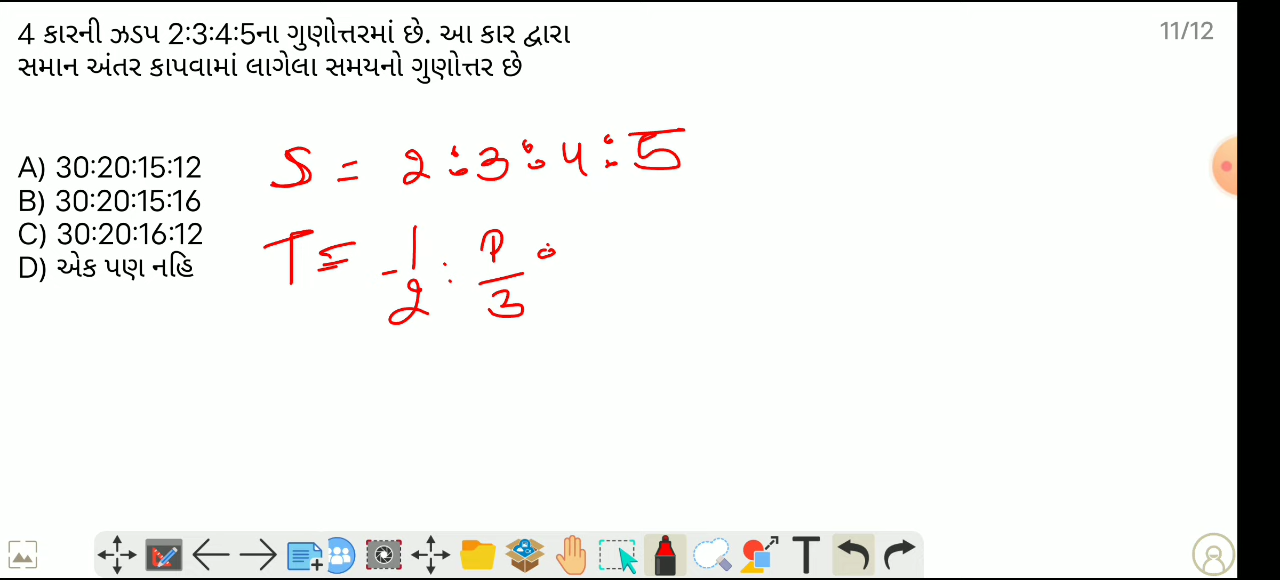 4 કારની ઝડપ 2:3:4:5ના ગુણોત્તરમાં છે. આ કાર દ્વારા
સમાન અંતર કાપવામાં લાગેલા સમયનો ગુણોત્તર છે
11/12
A) 30:20:15:12
B) 30:20:15:16
C) 30:20:16:12
D) એક પણ નહિ
S = 2:3:4:5
T = 1/2 : 1/3 :
T